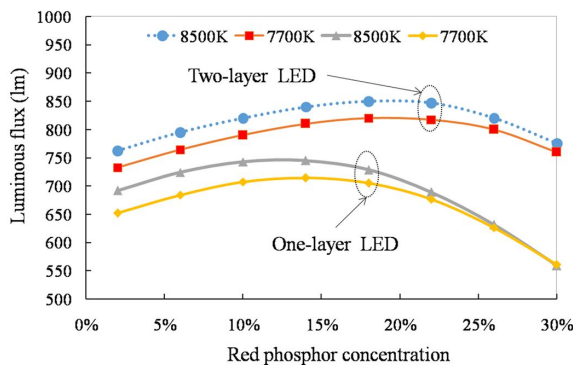 1000
950
900
850
800
750
700
650
600
550
500
Luminous flux (lm)
8500K 7700K 8500K 7700K
Two-layer LED
One-layer LED
0% 5% 10% 15% 20% 25% 30%
Red phosphor concentration